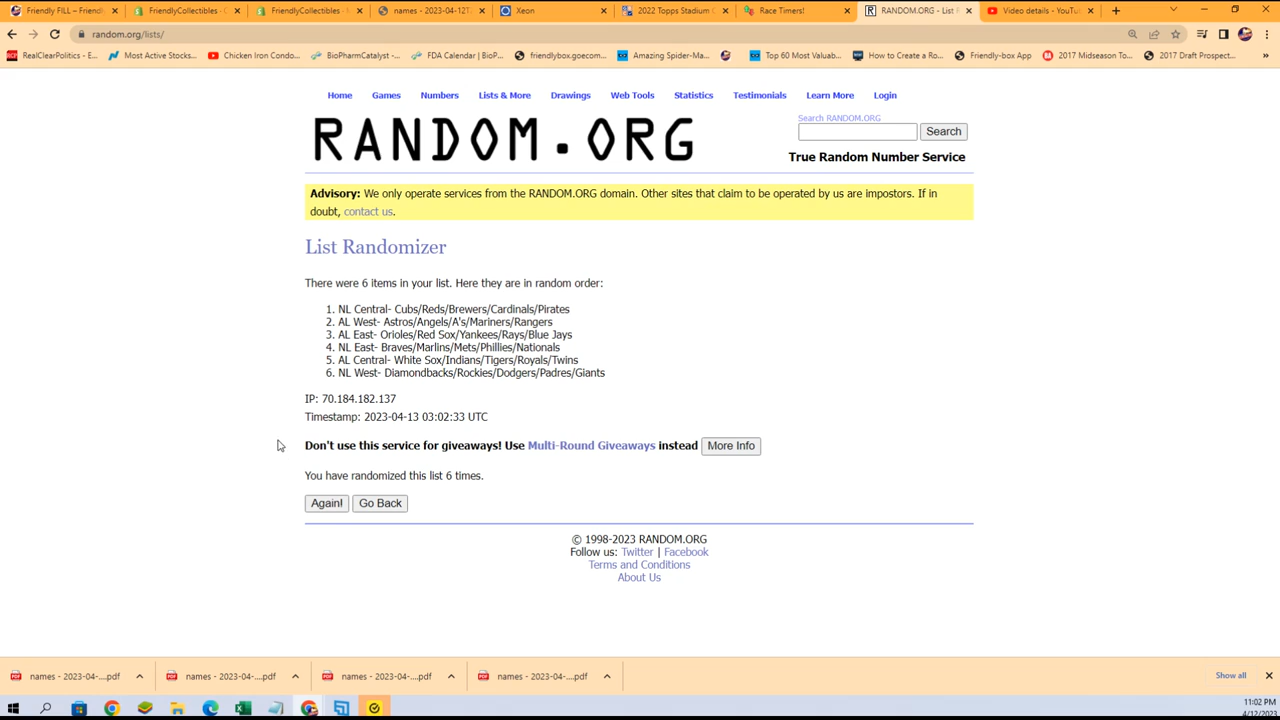 Friendly FILL – Friend
FriendlyCollectibles - O
FriendlyCollectibles - H
names - 2023-04-12T
Xeon
2022 Topps Stadium C
Race Timers!
RANDOM.ORG - List R
Video details - YouTu
random.org/lists/
RealClearPolitics - E...
Most Active Stocks...
Chicken Iron Condo...
BioPharmCatalyst -...
FDA Calendar | BioP...
friendlybox.goecom...
Amazing Spider-Ma...
Top 60 Most Valuab...
How to Create a Ro...
Friendly-box App
2017 Midseason To...
2017 Draft Prospect...
Home Games Numbers Lists & More Drawings Web Tools Statistics Testimonials Learn More Login
Search RANDOM.ORG
RANDOM.ORG
Search
True Random Number Service
Advisory: We only operate services from the RANDOM.ORG domain. Other sites that claim to be operated by us are impostors. If in
doubt, contact us.
List Randomizer
There were 6 items in your list. Here they are in random order:
1. NL Central- Cubs/Reds/Brewers/Cardinals/Pirates
2. AL West- Astros/Angels/A's/Mariners/Rangers
3. AL East- Orioles/Red Sox/Yankees/Rays/Blue Jays
4. NL East- Braves/Marlins/Mets/Phillies/Nationals
5. AL Central- White Sox/Indians/Tigers/Royals/Twins
6. NL West- Diamondbacks/Rockies/Dodgers/Padres/Giants
IP: 70.184.182.137
Timestamp: 2023-04-13 03:02:33 UTC
Don't use this service for giveaways! Use Multi-Round Giveaways instead More Info
You have randomized this list 6 times.
Again! Go Back
© 1998-2023 RANDOM.ORG
Follow us: Twitter | Facebook
Terms and Conditions
About Us
names - 2023-04-....pdf
names - 2023-04-....pdf
names - 2023-04-....pdf
names - 2023-04-....pdf
Show all
11:02 PM
4/12/2023